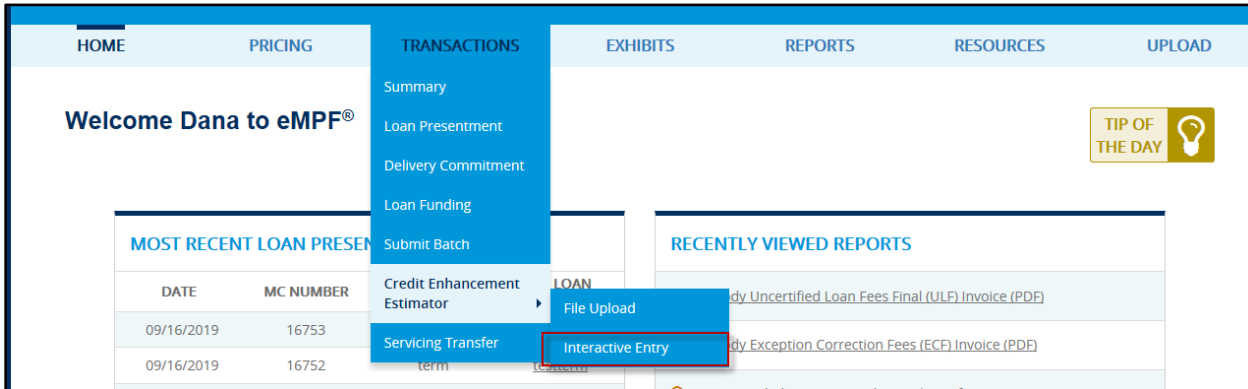 HOME PRICING TRANSACTIONS EXHIBITS REPORTS RESOURCES UPLOAD
Welcome Dana to eMPF®
Summary
Loan Presentment
Delivery Commitment
Loan Funding
Submit Batch
Credit Enhancement
Estimator
Servicing Transfer
File Upload
Interactive Entry
TIP OF
THE DAY
MOST RECENT LOAN
DATE MC NUMBER LOAN
09/16/2019 16753
09/16/2019 16752 term testterm
RECENTLY VIEWED REPORTS
Uncertified Loan Fees Final (ULF) Invoice (PDF)
Exception Correction Fees (ECF) Invoice (PDF)